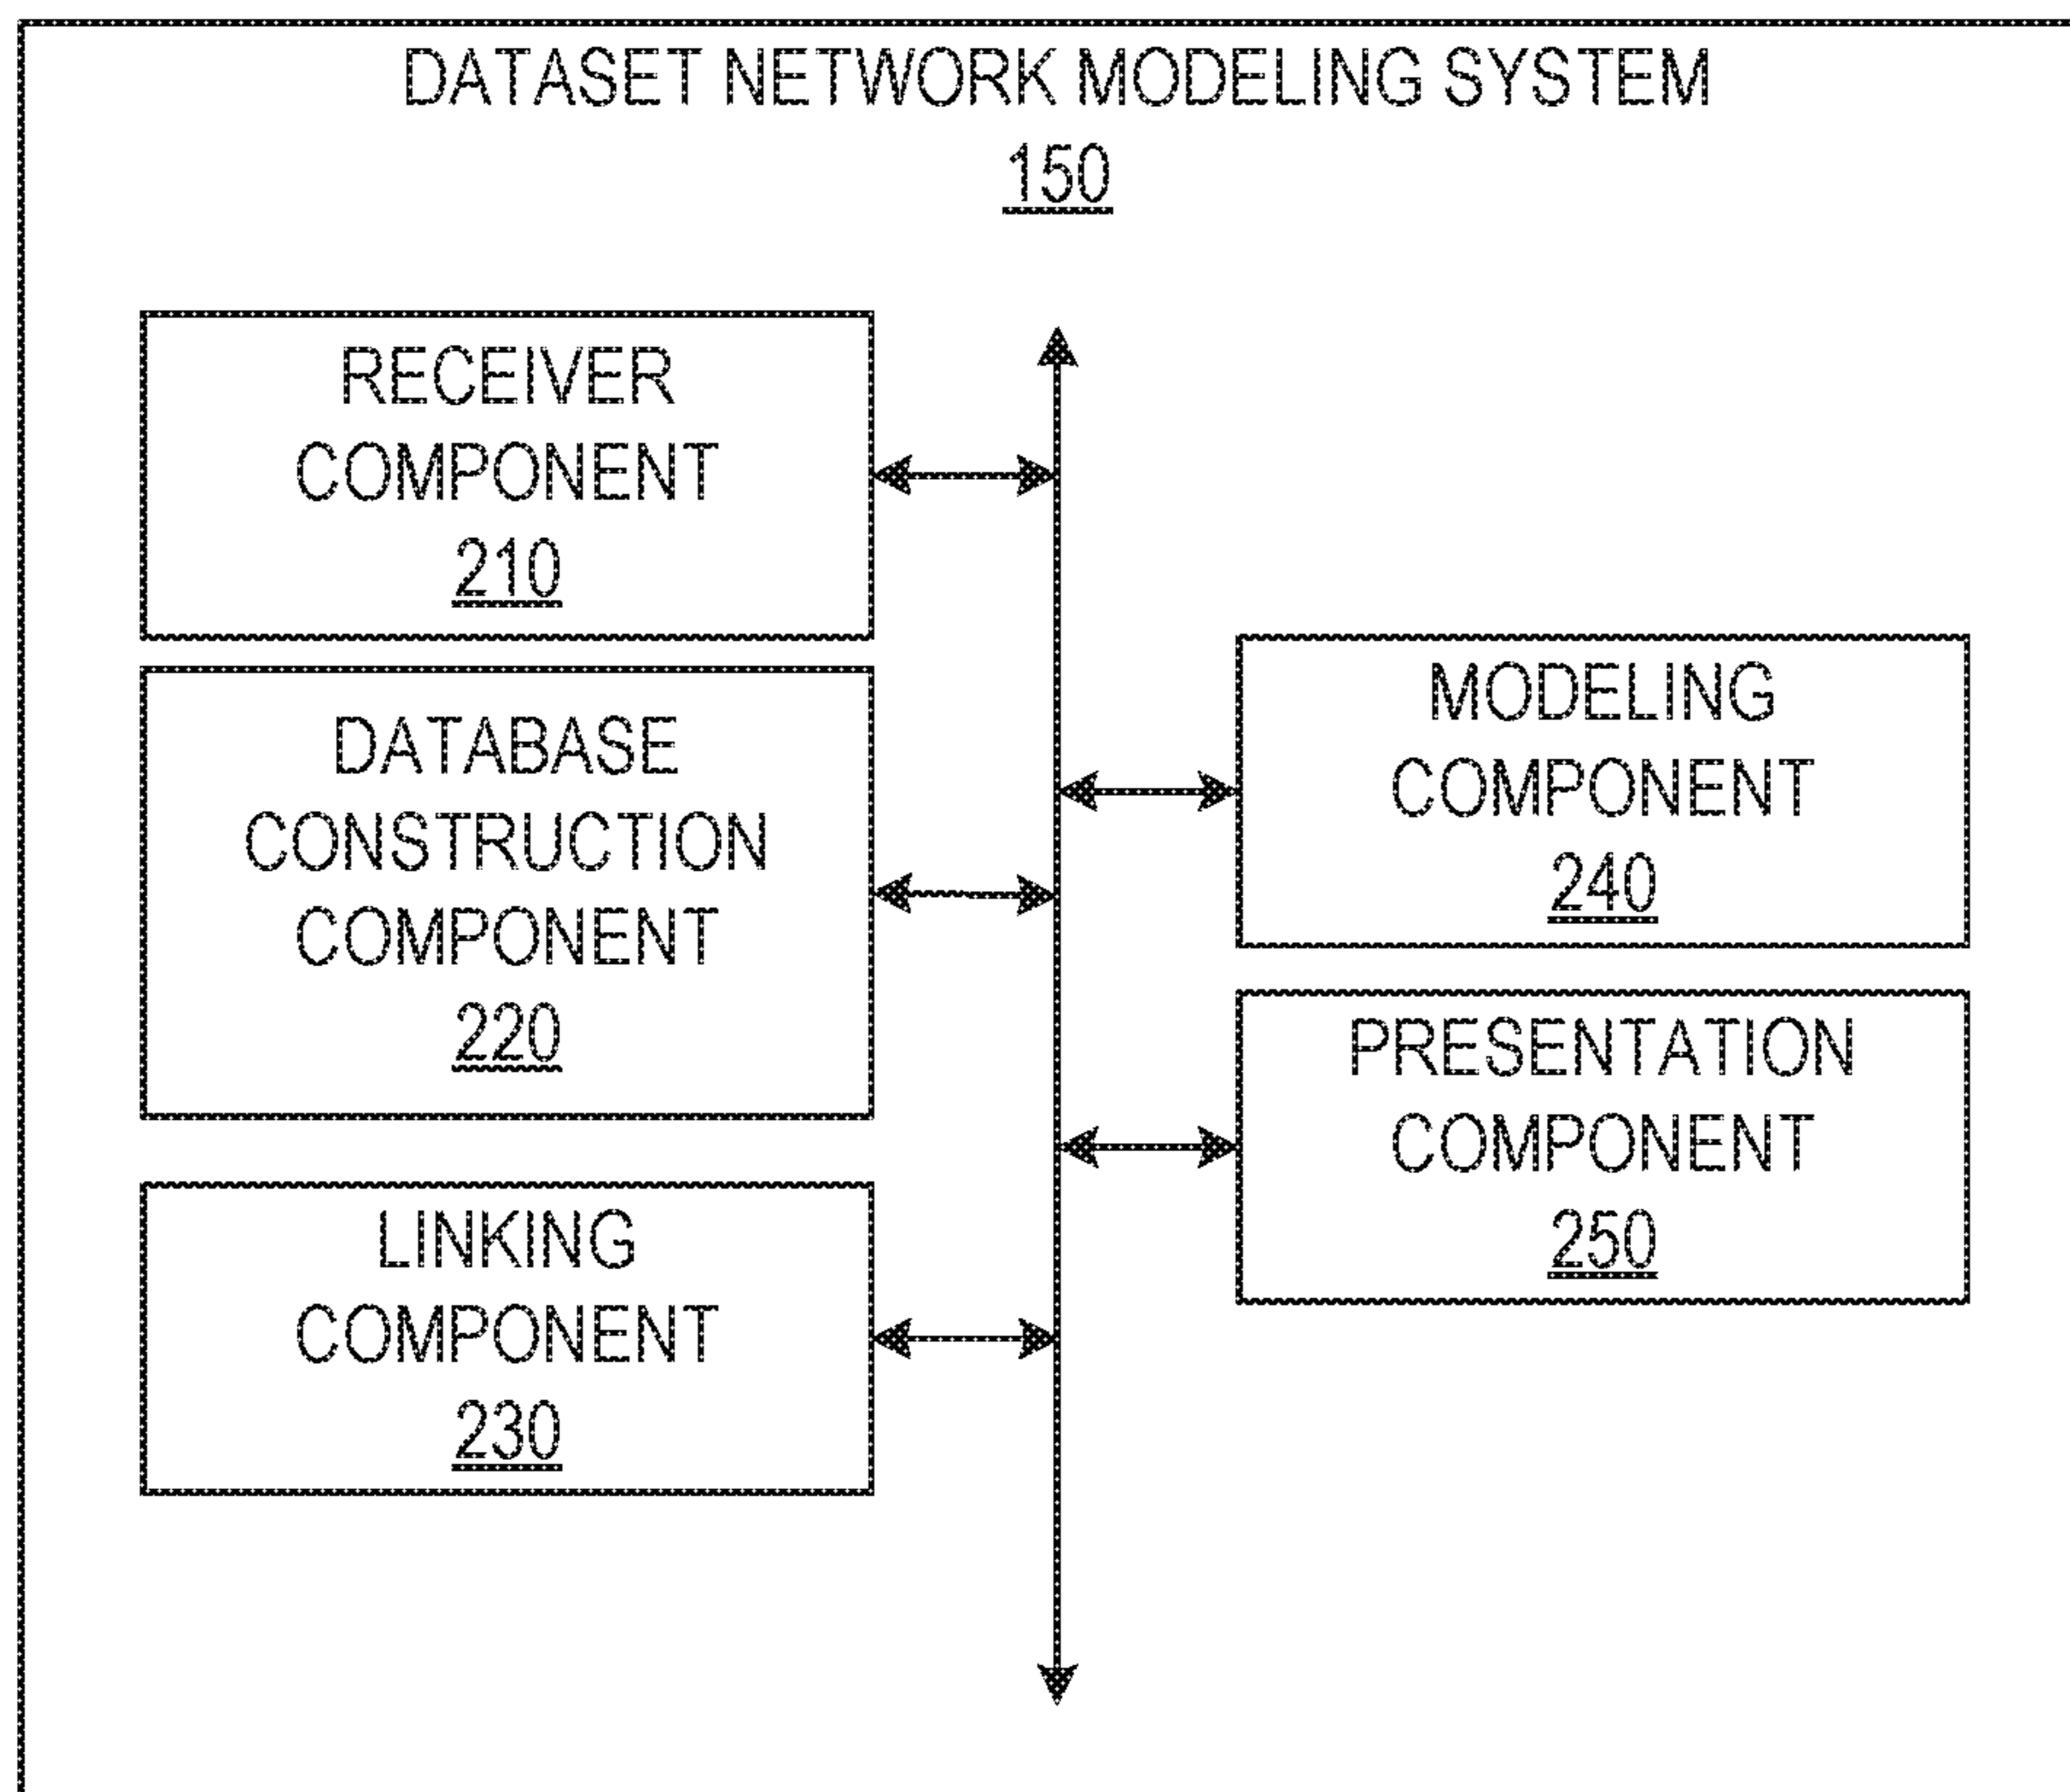 DATASET NETWORK MODELING SYSTEM
150
RECEIVER
COMPONENT
210
DATABASE
CONSTRUCTION
COMPONENT
220
LINKING
COMPONENT
230
MODELING
COMPONENT
240
PRESENTATION
COMPONENT
250